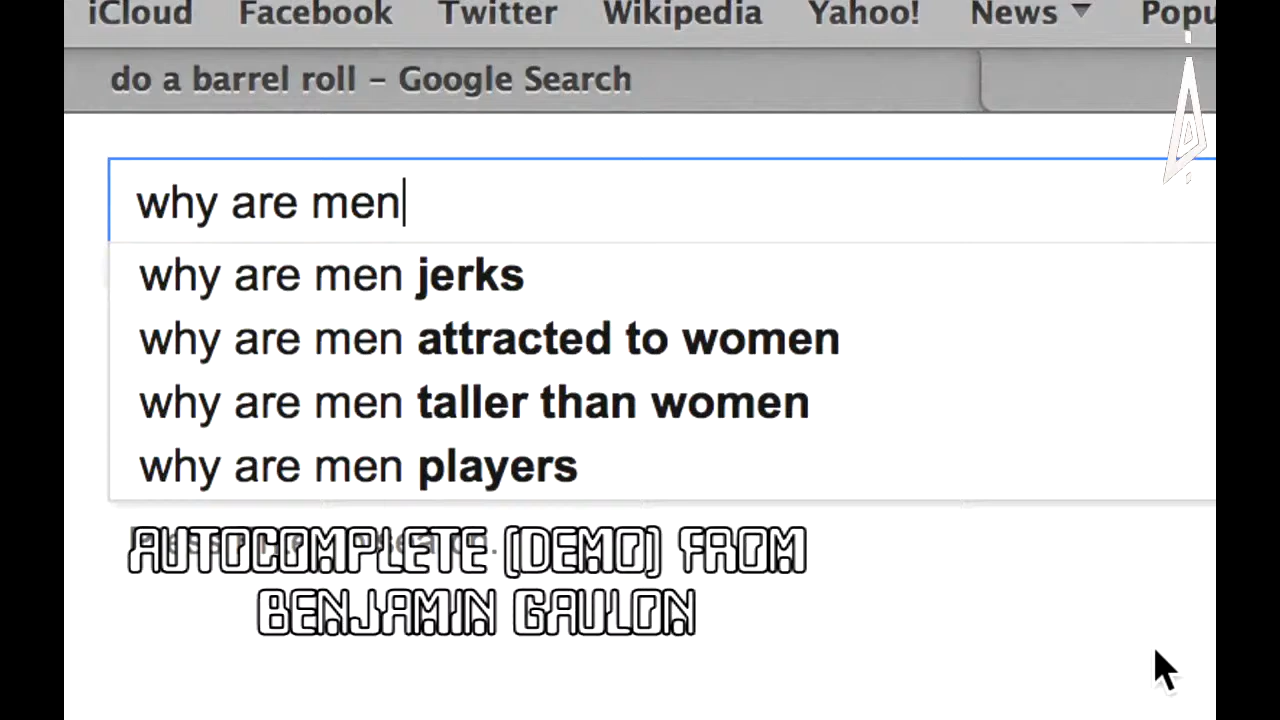 iCloud Facebook Twitter Wikipedia Yahoo! News ▼ Popu
do a barrel roll – Google Search
why are men
why are men jerks
why are men attracted to women
why are men taller than women
why are men players
AUTOCOMPLETE (DEMO) FROM
BENJAMIN GAULON